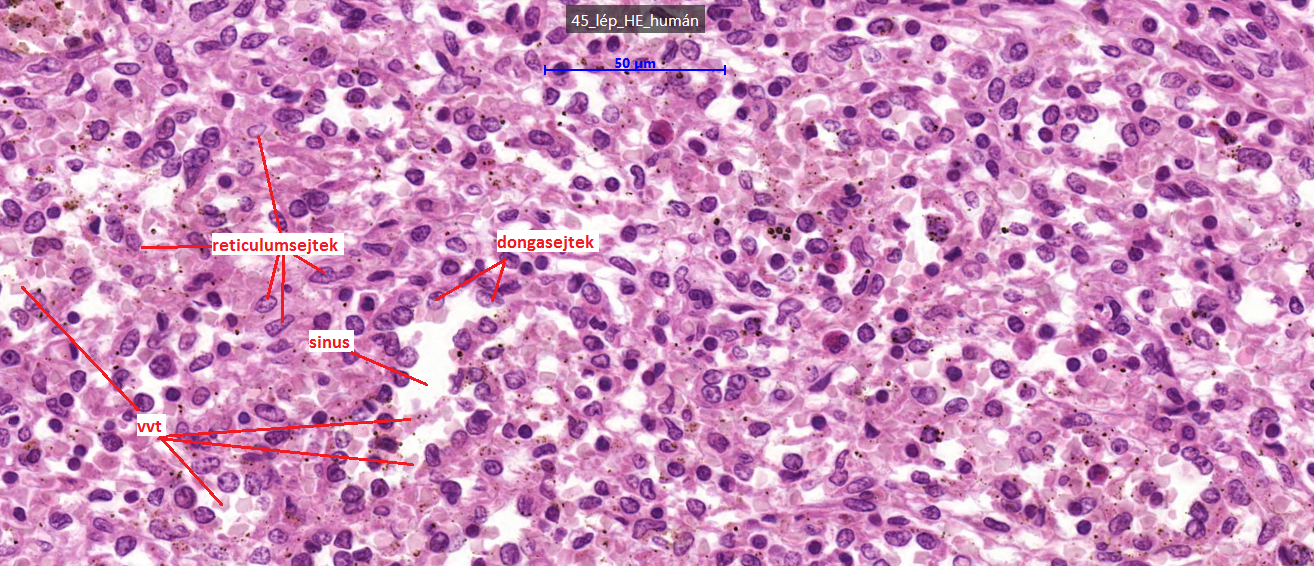 45_lép_HE_humán
50 µm
reticulumsejtek
dongasejtek
sinus
vvt